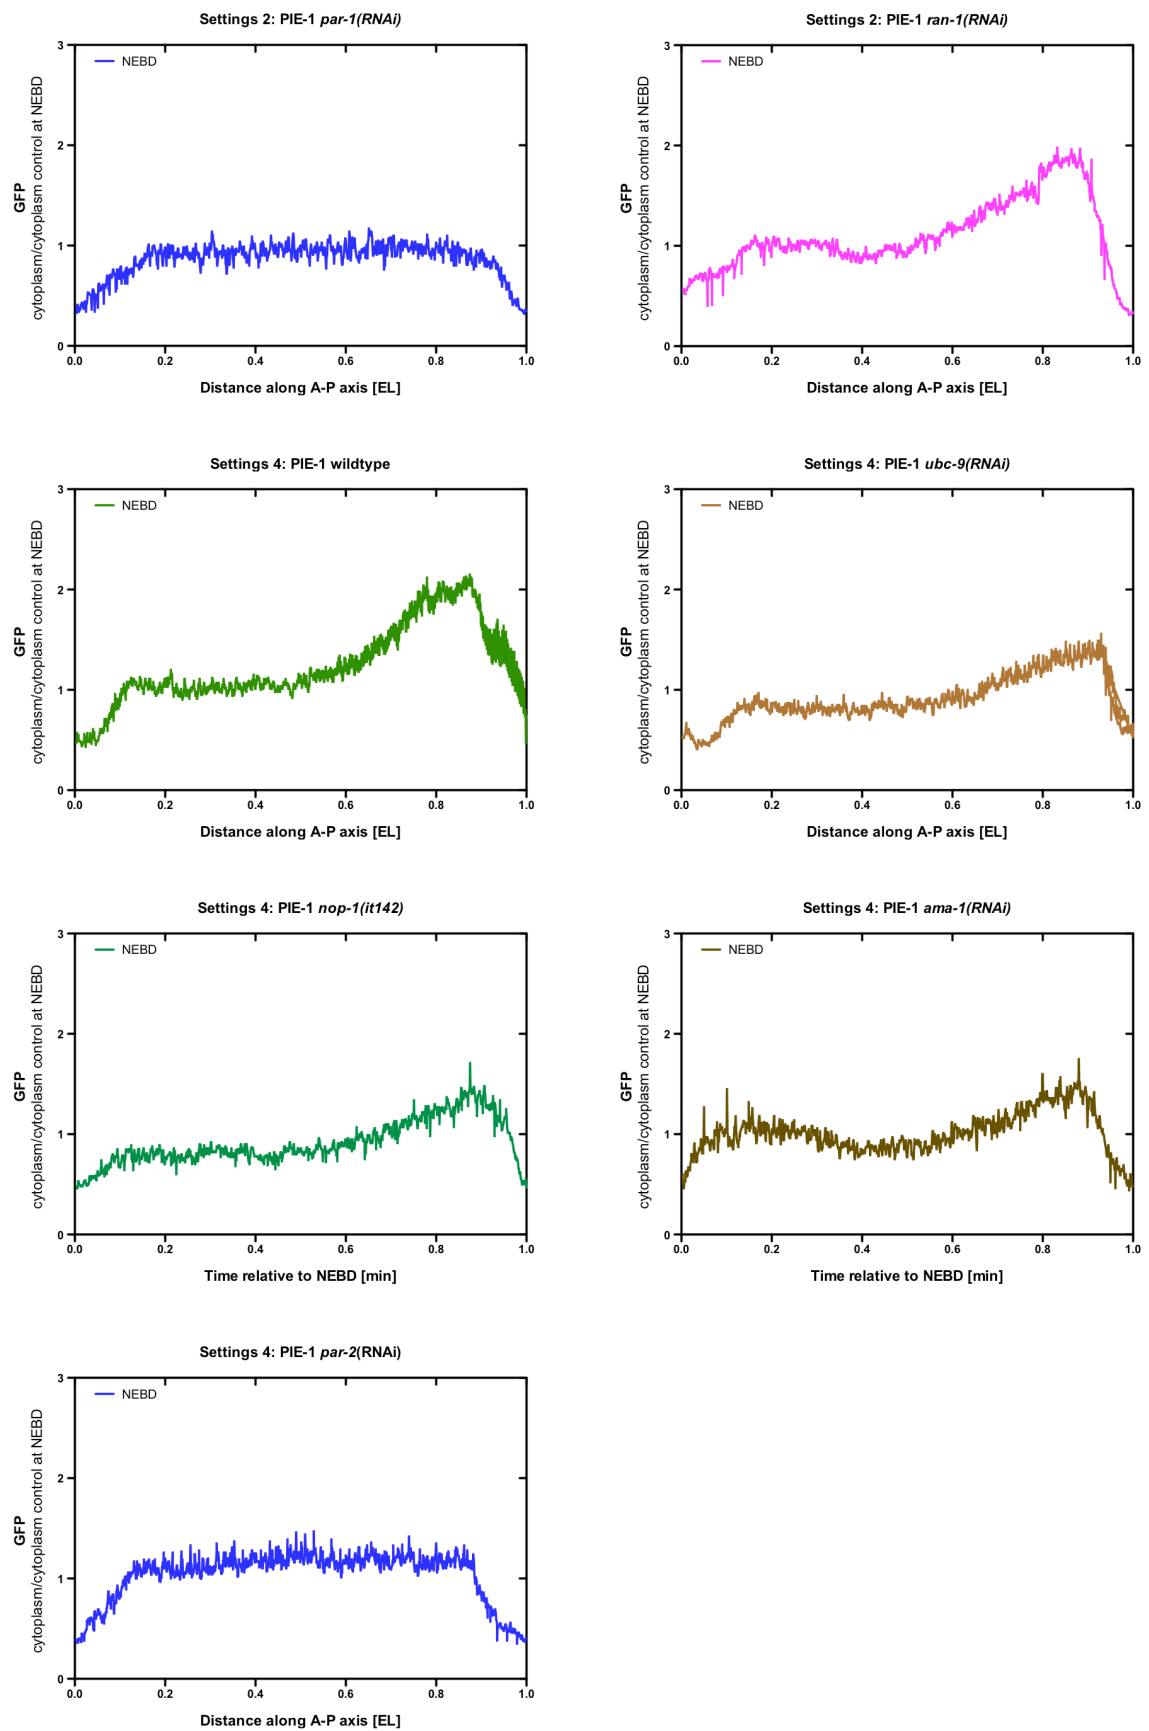 Settings 2: PIE-1 par-1(RNAi)
3
2
1
0
NEBD
GFP
cytoplasm/cytoplasm control at NEBD
0.0 0.2 0.4 0.6 0.8 1.0
Distance along A-P axis [EL]
Settings 2: PIE-1 ran-1(RNAi)
3
2
1
0
NEBD
GFP
cytoplasm/cytoplasm control at NEBD
0.0 0.2 0.4 0.6 0.8 1.0
Distance along A-P axis [EL]
Settings 4: PIE-1 wildtype
3
2
1
0
NEBD
GFP
cytoplasm/cytoplasm control at NEBD
0.0 0.2 0.4 0.6 0.8 1.0
Distance along A-P axis [EL]
Settings 4: PIE-1 ubc-9(RNAi)
3
2
1
0
NEBD
GFP
cytoplasm/cytoplasm control at NEBD
0.0 0.2 0.4 0.6 0.8 1.0
Distance along A-P axis [EL]
Settings 4: PIE-1 nop-1(it142)
3
2
1
0
NEBD
GFP
cytoplasm/cytoplasm control at NEBD
0.0 0.2 0.4 0.6 0.8 1.0
Time relative to NEBD [min]
Settings 4: PIE-1 ama-1(RNAi)
3
2
1
0
NEBD
GFP
cytoplasm/cytoplasm control at NEBD
0.0 0.2 0.4 0.6 0.8 1.0
Time relative to NEBD [min]
Settings 4: PIE-1 par-2(RNAi)
3
2
1
0
NEBD
GFP
cytoplasm/cytoplasm control at NEBD
0.0 0.2 0.4 0.6 0.8 1.0
Distance along A-P axis [EL]